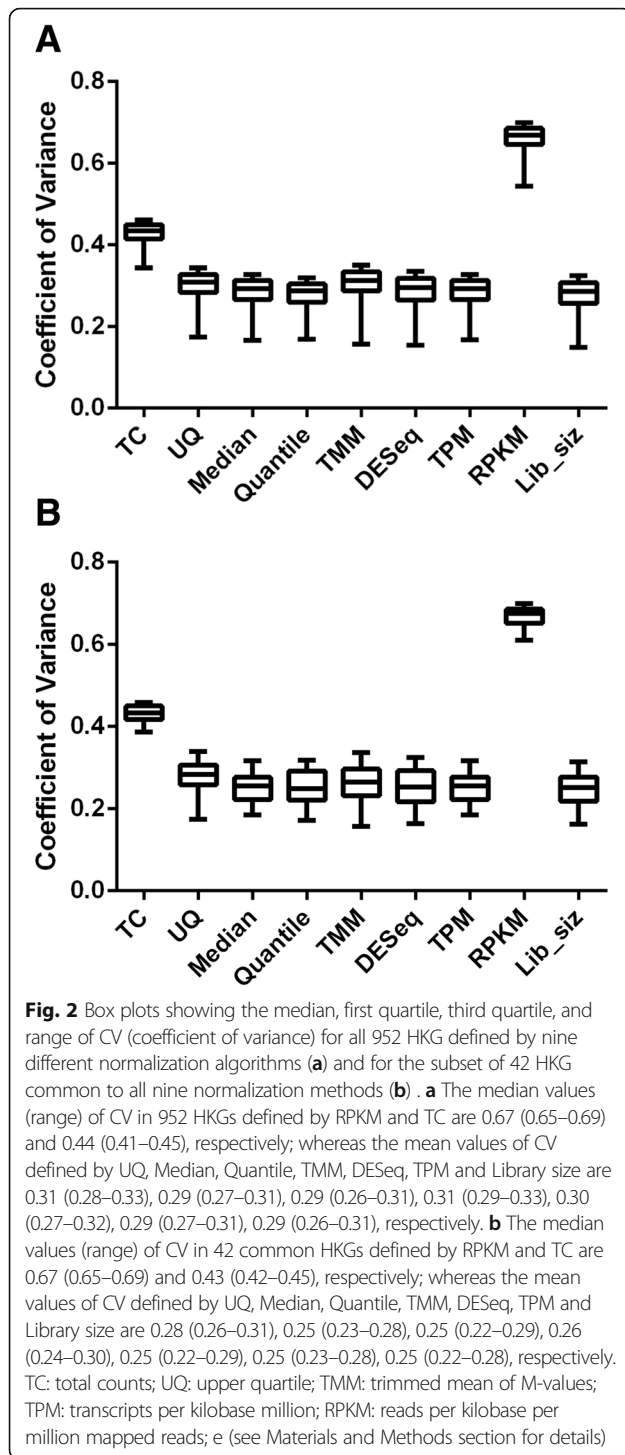 A
Coefficient of Variance
0.8
0.6
0.4
0.2
0.0
TC
UQ
Median
Quantile
TMM
DESeq
TPM
RPKM
Lib_siz
B
Coefficient of Variance
0.8
0.6
0.4
0.2
0.0
TC
UQ
Median
Quantile
TMM
DESeq
TPM
RPKM
Lib_siz
Fig. 2 Box plots showing the median, first quartile, third quartile, and
range of CV (coefficient of variance) for all 952 HKG defined by nine
different normalization algorithms (a) and for the subset of 42 HKG
common to all nine normalization methods (b) . a The median values
(range) of CV in 952 HKGs defined by RPKM and TC are 0.67 (0.65–0.69)
and 0.44 (0.41–0.45), respectively; whereas the mean values of CV
defined by UQ, Median, Quantile, TMM, DESeq, TPM and Library size are
0.31 (0.28–0.33), 0.29 (0.27–0.31), 0.29 (0.26–0.31), 0.31 (0.29–0.33), 0.30
(0.27–0.32), 0.29 (0.27–0.31), 0.29 (0.26–0.31), respectively. b The median
values (range) of CV in 42 common HKGs defined by RPKM and TC are
0.67 (0.65–0.69) and 0.43 (0.42–0.45), respectively; whereas the mean
values of CV defined by UQ, Median, Quantile, TMM, DESeq, TPM and
Library size are 0.28 (0.26–0.31), 0.25 (0.23–0.28), 0.25 (0.22–0.29), 0.26
(0.24–0.30), 0.25 (0.22–0.29), 0.25 (0.23–0.28), 0.25 (0.22–0.28), respectively.
TC: total counts; UQ: upper quartile; TMM: trimmed mean of M-values;
TPM: transcripts per kilobase million; RPKM: reads per kilobase per
million mapped reads; e (see Materials and Methods section for details)